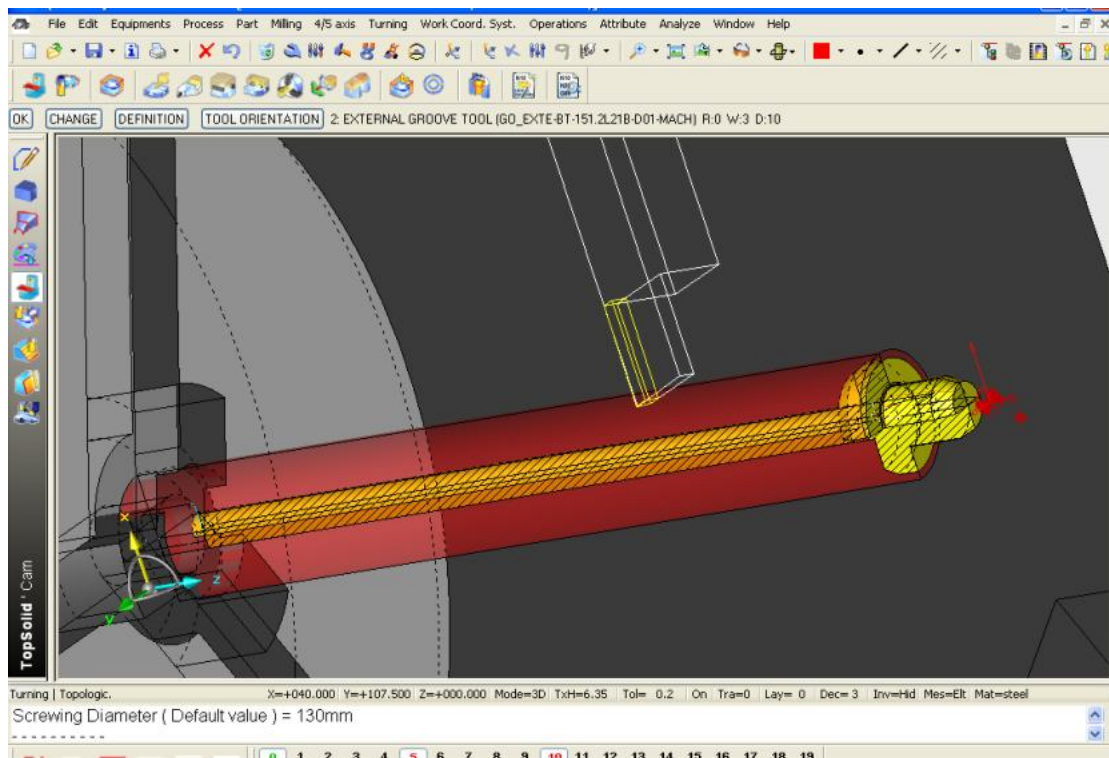 File Edit Equipments Process Part Milling 4/5 axis Turning Work Coord. Syst. Operations Attribute Analyze Window Help
OK CHANGE DEFINITION TOOL ORIENTATION 2: EXTERNAL GROOVE TOOL (GO_EXTE-BT-151.2L21B-D01-MACH) R:0 W:3 D:10
x
z
y
TopSolid'Cam
Turning | Topologic. X=+040.000 Y=+107.500 Z=+000.000 Mode=3D TxH=6.35 Tol= 0.2 On Tra=0 Lay= 0 Dec= 3 Inv=Hid Mes=Elt Mat=steel
Screwing Diameter ( Default value ) = 130mm
----------
0 1 2 3 4 5 6 7 8 9 10 11 12 13 14 15 16 17 18 19